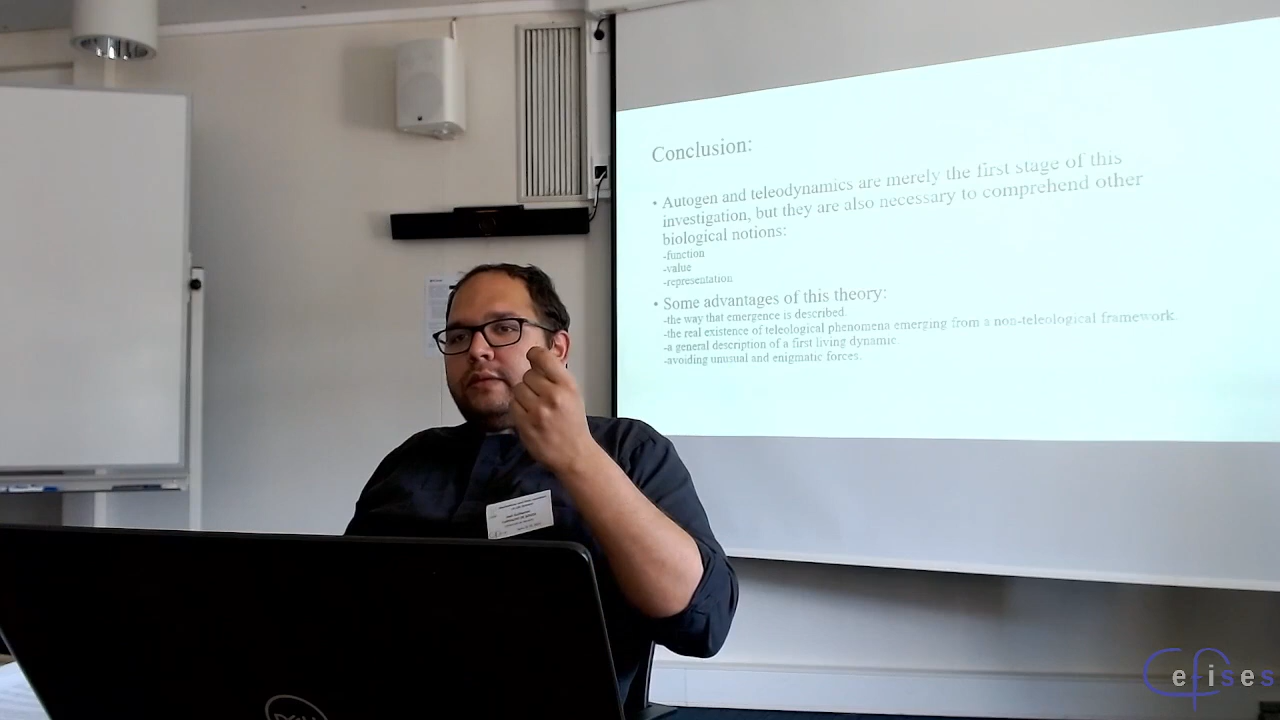 Conclusion:
• Autogen and teleodynamics are merely the first stage of this
investigation, but they are also necessary to comprehend other
biological notions:
-function
-value
-representation
• Some advantages of this theory:
-the way that emergence is described.
-the real existence of teleological phenomena emerging from a non-teleological framework.
-a general description of a first living dynamic.
-avoiding unusual and enigmatic forces.
DELL
Cefises